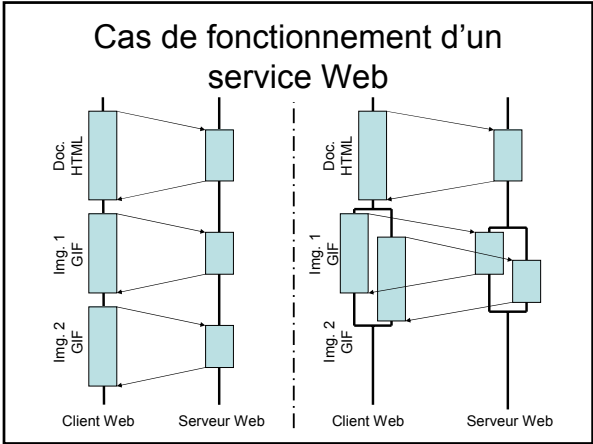 Cas de fonctionnement d'un
service Web
Doc.
HTML
Img. 1
GIF
Img. 2
GIF
Client Web
Serveur Web
Doc.
HTML
Img. 1
GIF
Img. 2
GIF
Client Web
Serveur Web